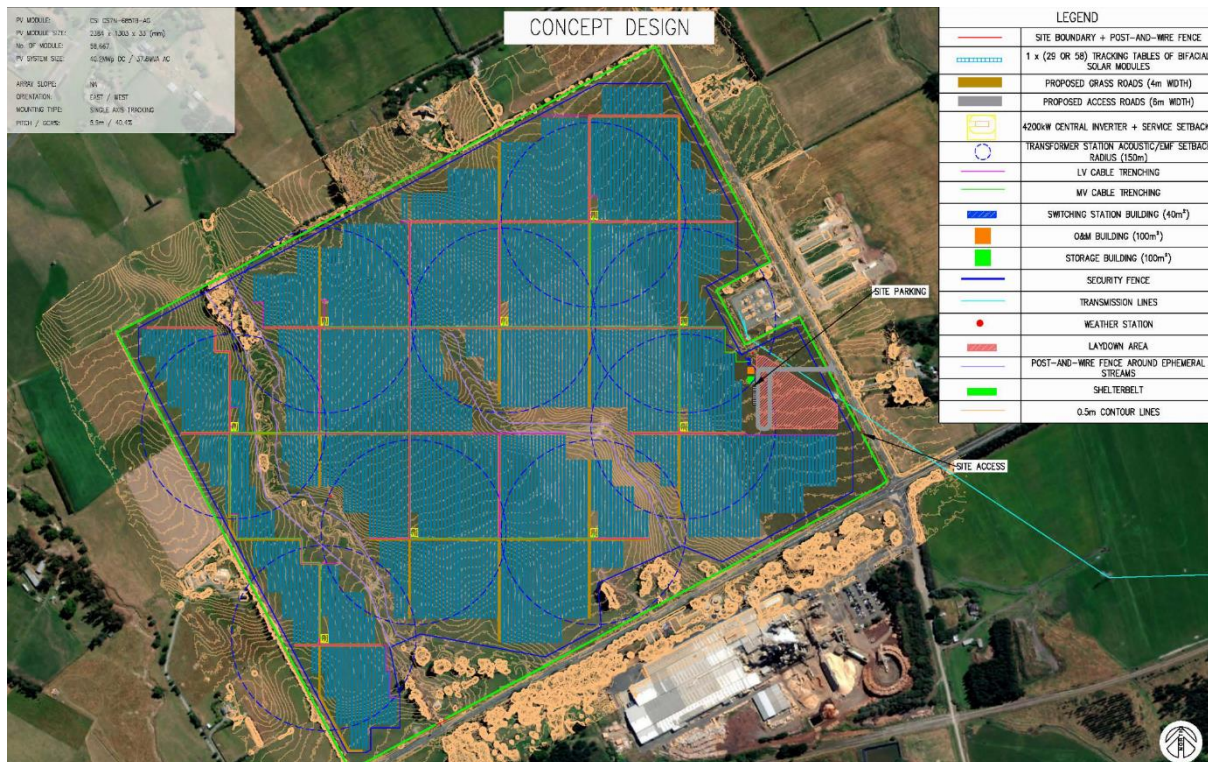 PV MODULE:
PV MODULE SIZE: 2384 x 1303 x 33 (mm)
No. OF MODULE:
PV SYSTEM SIZE:
ARRAY SLOPE: NA
ORIENTATION: EAST / WEST
MOUNTING TYPE: SINGLE AXIS TRACKING
PITCH / GCR%:
CONCEPT DESIGN
LEGEND
SITE BOUNDARY + POST-AND-WIRE FENCE
1 x (29 OR 58) TRACKING TABLES OF BIFACIAL
SOLAR MODULES
PROPOSED GRASS ROADS (4m WIDTH)
PROPOSED ACCESS ROADS (6m WIDTH)
4200kW CENTRAL INVERTER + SERVICE SETBACK
TRANSFORMER STATION ACOUSTIC/EMF SETBACK
RADIUS (150m)
LV CABLE TRENCHING
MV CABLE TRENCHING
SWITCHING STATION BUILDING (40m²)
O&M BUILDING (100m²)
STORAGE BUILDING (100m²)
SECURITY FENCE
TRANSMISSION LINES
WEATHER STATION
LAYDOWN AREA
POST-AND-WIRE FENCE AROUND EPHEMERAL
STREAMS
SHELTERBELT
0.5m CONTOUR LINES
SITE PARKING
SITE ACCESS